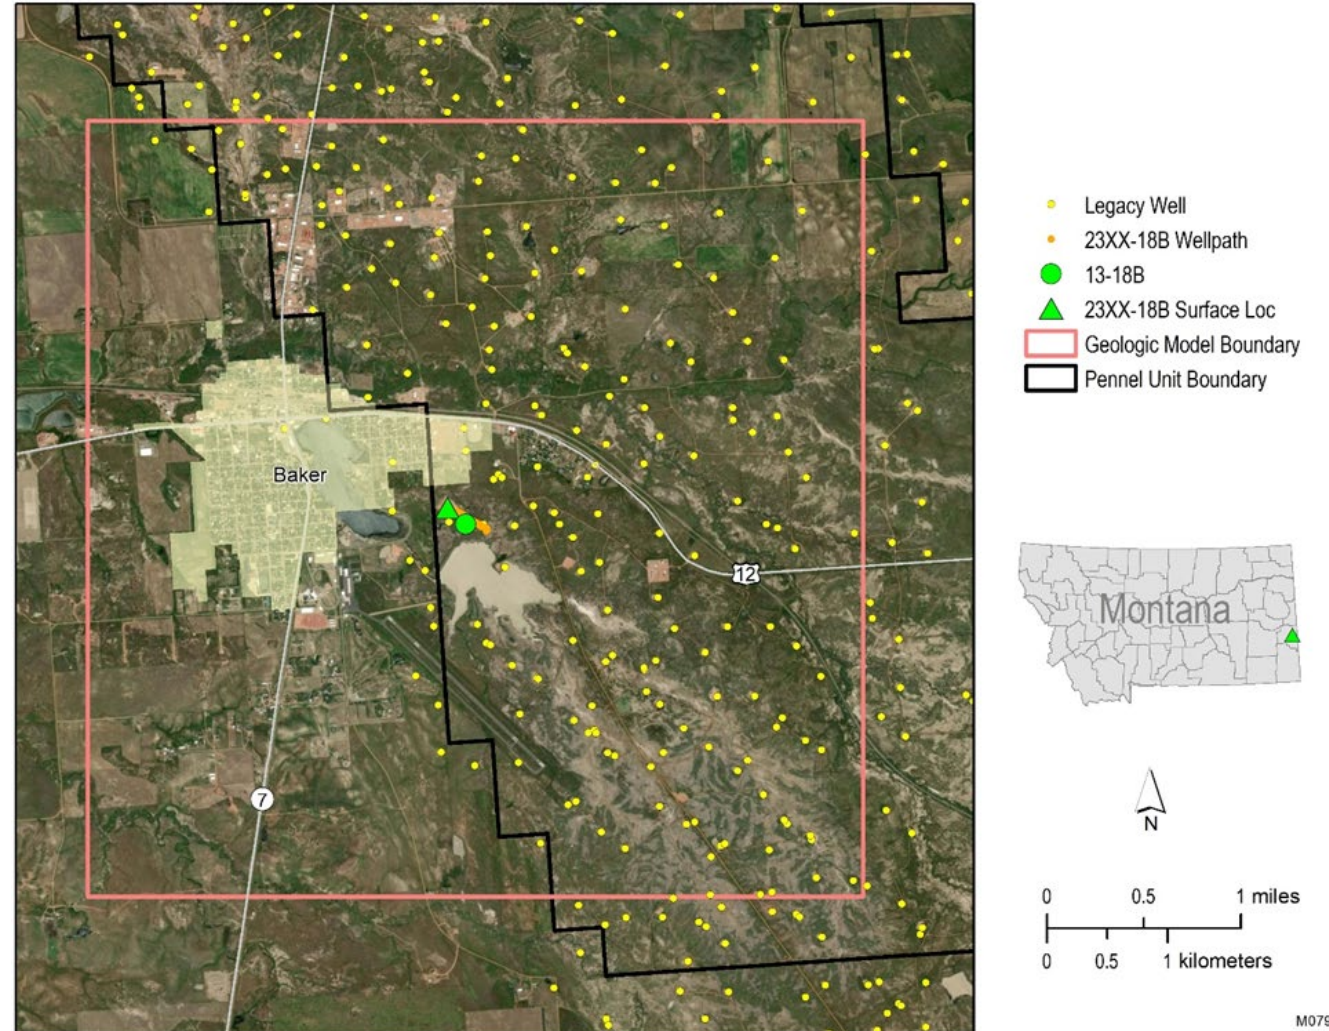 Legacy Well
23XX-18B Wellpath
13-18B
23XX-18B Surface Loc
Geologic Model Boundary
Pennel Unit Boundary
Baker
12
7
Montana
N
0 0.5 1 miles
0 0.5 1 kilometers
M079